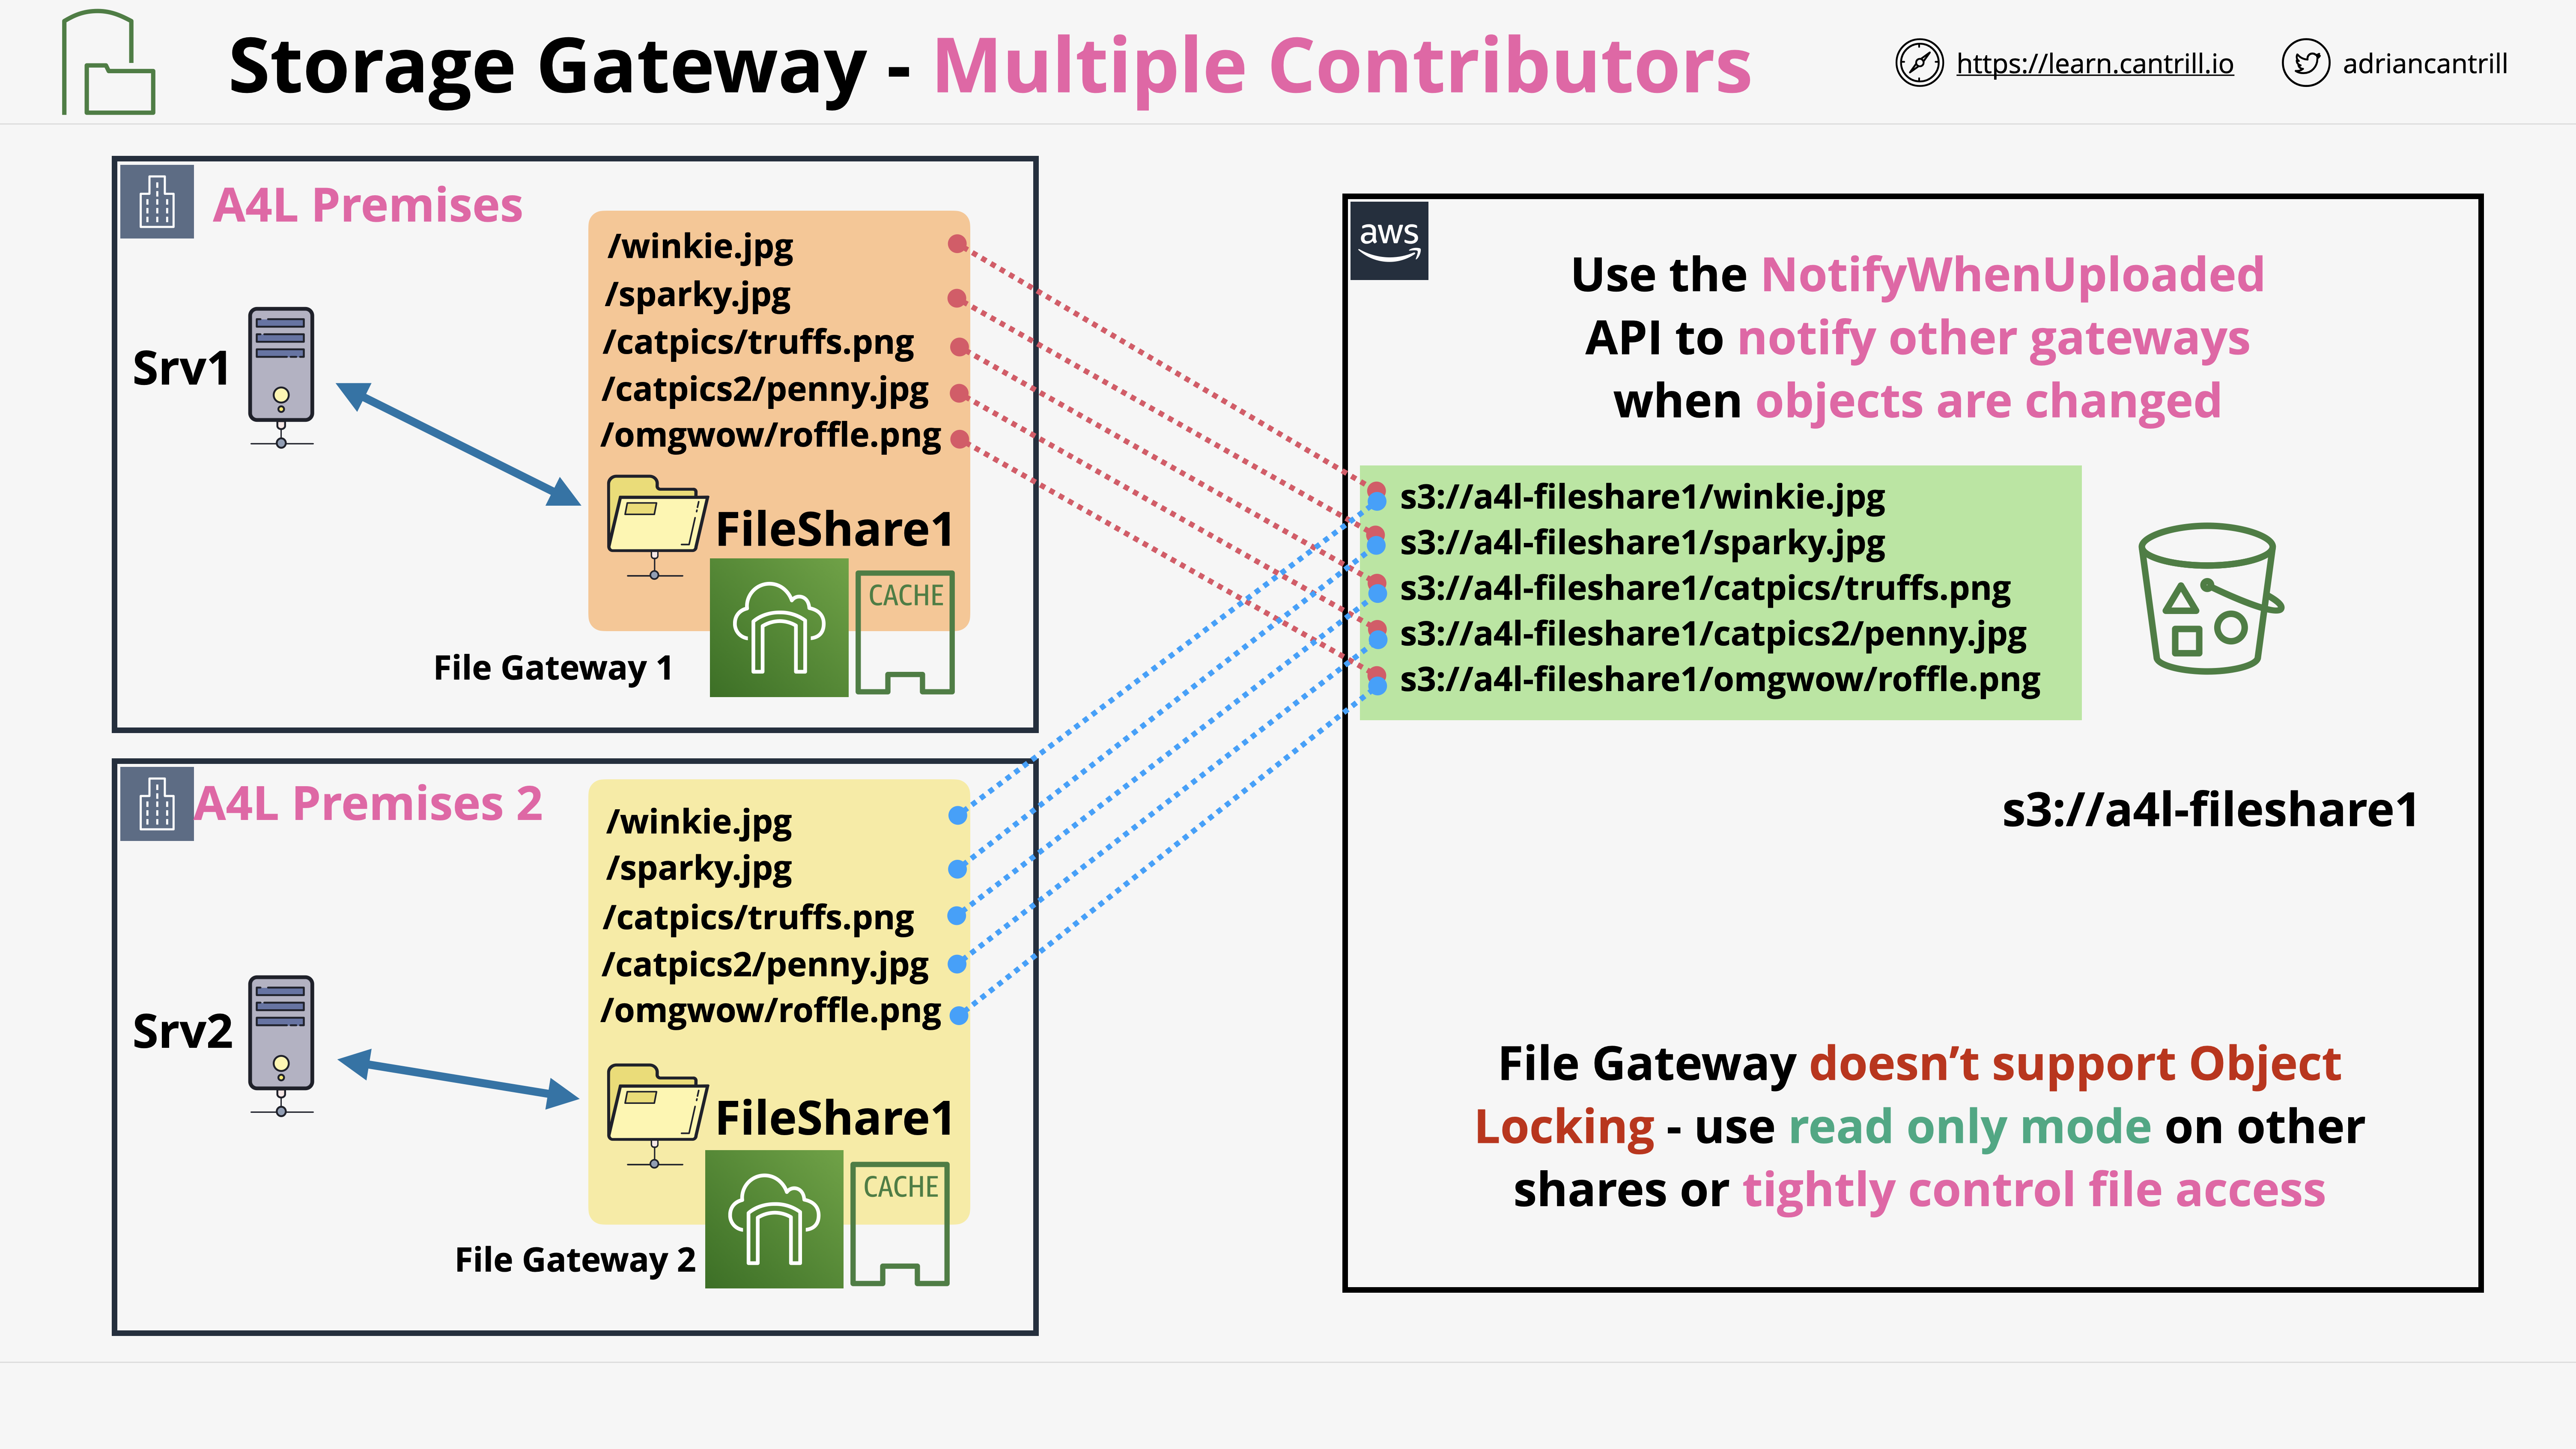 Storage Gateway - Multiple Contributors
https://learn.cantrill.io
adriancantrill
A4L Premises
Srv1
/winkie.jpg
/sparky.jpg
/catpics/truffs.png
/catpics2/penny.jpg
/omgwow/roffle.png
FileShare1
CACHE
File Gateway 1
A4L Premises 2
Srv2
/winkie.jpg
/sparky.jpg
/catpics/truffs.png
/catpics2/penny.jpg
/omgwow/roffle.png
FileShare1
CACHE
File Gateway 2
aws
Use the NotifyWhenUploaded
API to notify other gateways
when objects are changed
s3://a4l-fileshare1/winkie.jpg
s3://a4l-fileshare1/sparky.jpg
s3://a4l-fileshare1/catpics/truffs.png
s3://a4l-fileshare1/catpics2/penny.jpg
s3://a4l-fileshare1/omgwow/roffle.png
s3://a4l-fileshare1
File Gateway doesn’t support Object
Locking - use read only mode on other
shares or tightly control file access